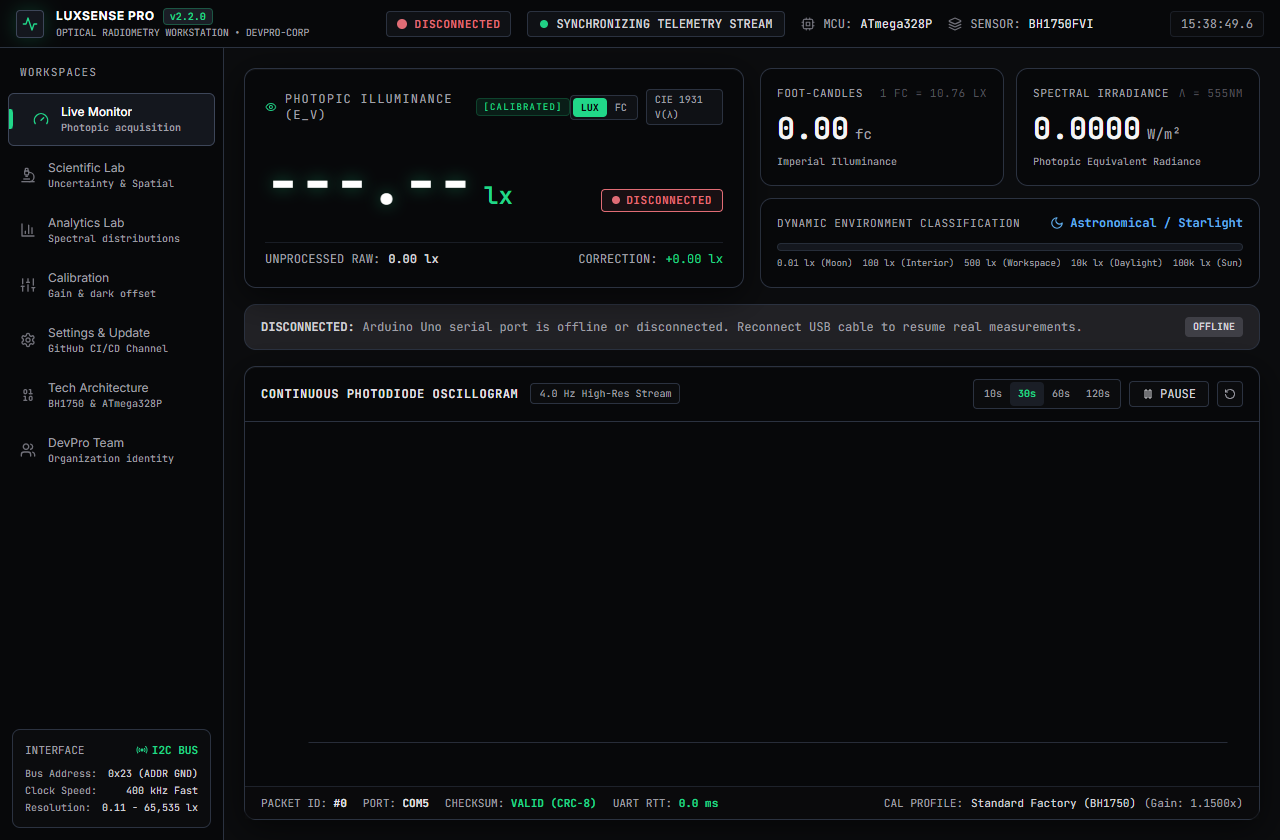 LUXSENSE PRO v2.2.0
OPTICAL RADIOMETRY WORKSTATION • DEVPRO-CORP
DISCONNECTED
SYNCHRONIZING TELEMETRY STREAM
MCU: ATmega328P
SENSOR: BH1750FVI
15:38:49.6
WORKSPACES
Live Monitor
Photopic acquisition
Scientific Lab
Uncertainty & Spatial
Analytics Lab
Spectral distributions
Calibration
Gain & dark offset
Settings & Update
GitHub CI/CD Channel
Tech Architecture
BH1750 & ATmega328P
DevPro Team
Organization identity
INTERFACE I2C BUS
Bus Address: 0x23 (ADDR GND)
Clock Speed: 400 kHz Fast
Resolution: 0.11 - 65,535 lx
PHOTOPIC ILLUMINANCE
(E_V)
[CALIBRATED]
LUX FC
CIE 1931
V(λ)
---.-- lx
DISCONNECTED
UNPROCESSED RAW: 0.00 lx
CORRECTION: +0.00 lx
FOOT-CANDLES 1 FC = 10.76 LX
0.00 fc
Imperial Illuminance
SPECTRAL IRRADIANCE Λ = 555NM
0.0000 W/m²
Photopic Equivalent Radiance
DYNAMIC ENVIRONMENT CLASSIFICATION
Astronomical / Starlight
0.01 lx (Moon) 100 lx (Interior) 500 lx (Workspace) 10k lx (Daylight) 100k lx (Sun)
DISCONNECTED: Arduino Uno serial port is offline or disconnected. Reconnect USB cable to resume real measurements.
OFFLINE
CONTINUOUS PHOTODIODE OSCILLOGRAM
4.0 Hz High-Res Stream
10s 30s 60s 120s
PAUSE
PACKET ID: #0 PORT: COM5 CHECKSUM: VALID (CRC-8) UART RTT: 0.0 ms
CAL PROFILE: Standard Factory (BH1750) (Gain: 1.1500x)